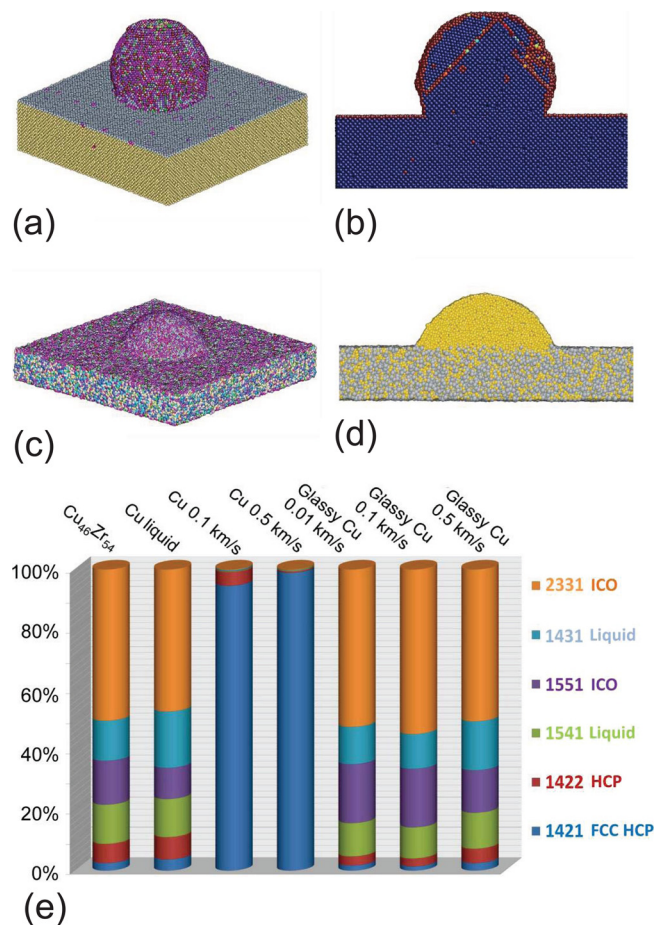 (a)
(b)
(c)
(d)
Cu46Zr54
Cu liquid
Cu 0.1 km/s
Cu 0.5 km/s
Glassy Cu
0.01 km/s
Glassy Cu
0.1 km/s
Glassy Cu
0.5 km/s
100%
80%
60%
40%
20%
0%
2331 ICO
1431 Liquid
1551 ICO
1541 Liquid
1422 HCP
1421 FCC HCP
(e)